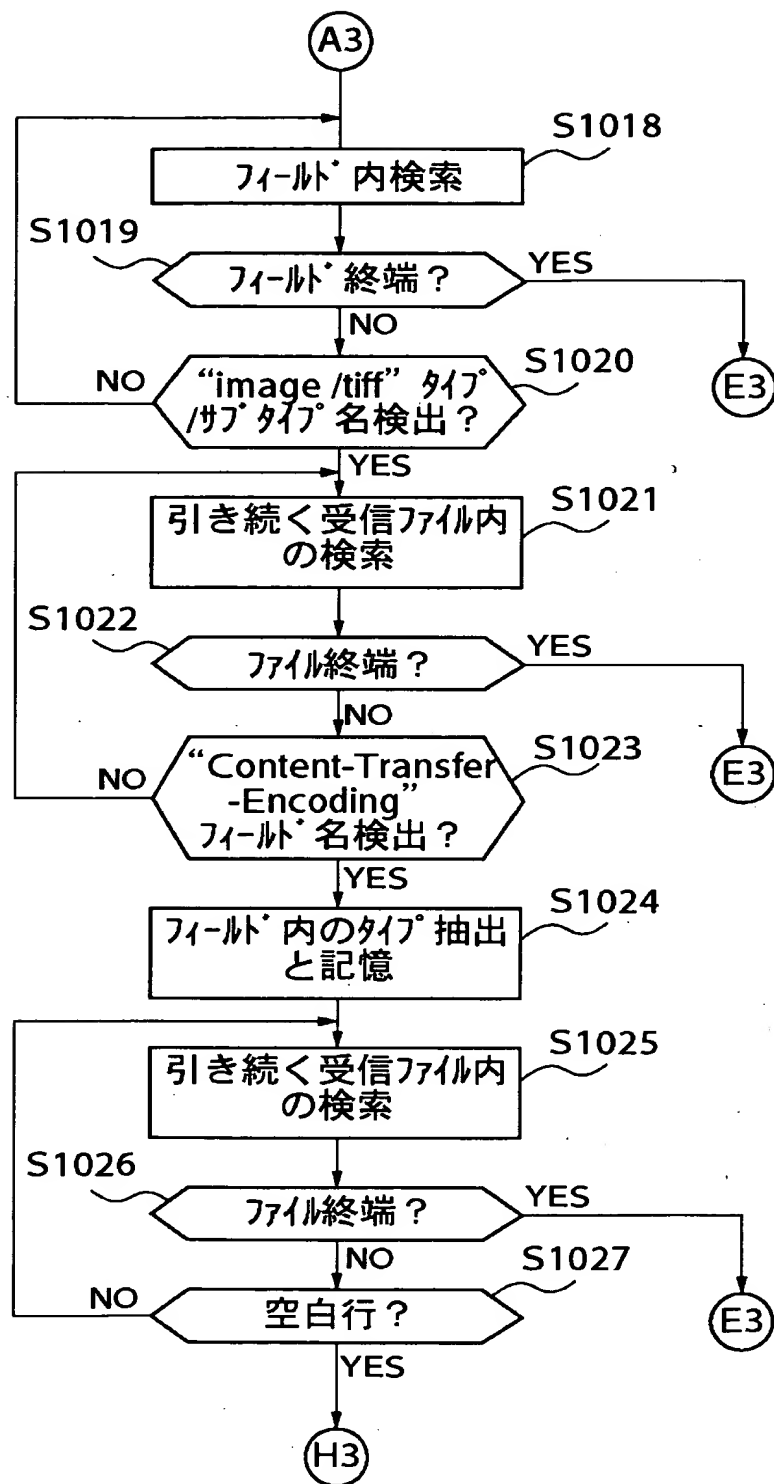 A3
S1018
フィールド内検索
S1019
フィールド終端？
YES
NO
E3
S1020
NO
“image /tiff” タイプ
/サブタイプ名検出？
YES
S1021
引き続く受信ファイル内
の検索
S1022
ファイル終端？
YES
NO
E3
S1023
NO
“Content-Transfer
-Encoding”
フィールド名検出？
YES
S1024
フィールド内のタイプ抽出
と記憶
S1025
引き続く受信ファイル内
の検索
S1026
ファイル終端？
YES
NO
E3
S1027
NO
空白行？
YES
H3